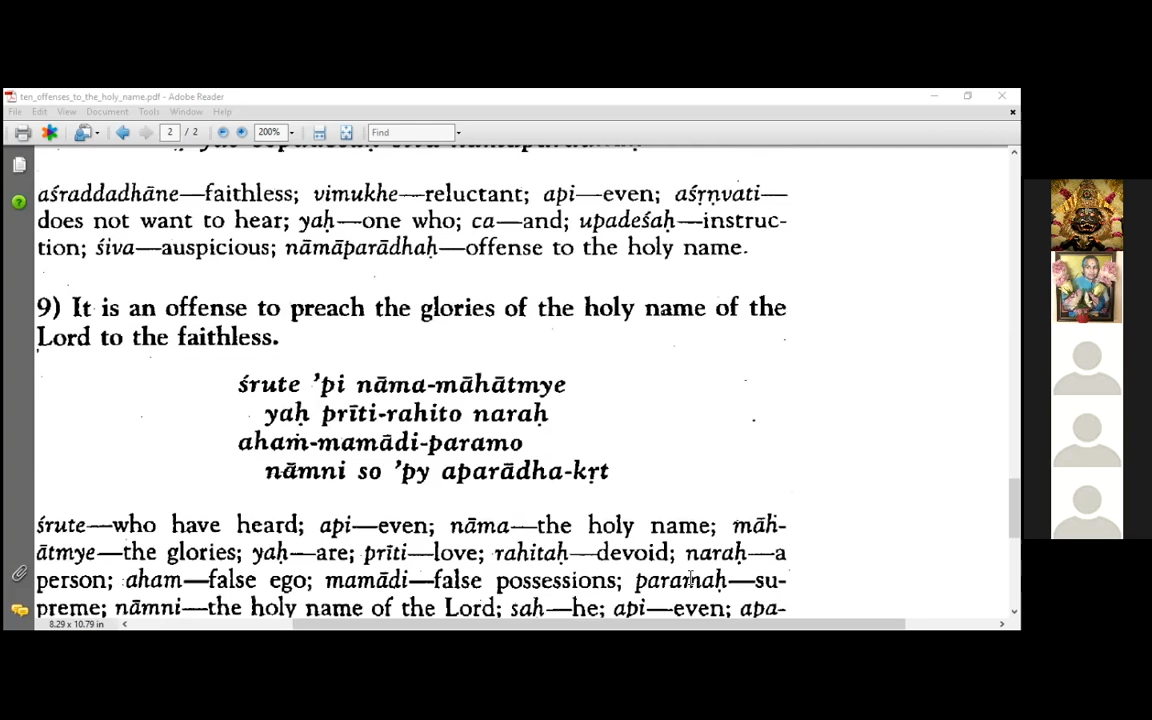 ten_offenses_to_the_holy_name.pdf - Adobe Reader
File Edit View Document Tools Window Help
2 / 2 200% Find
aśraddadhāne—faithless; vimukhe—reluctant; api—even; aśṛṇvati—
does not want to hear; yaḥ—one who; ca—and; upadeśaḥ—instruc-
tion; śiva—auspicious; nāmāparādhaḥ—offense to the holy name.
9) It is an offense to preach the glories of the holy name of the
Lord to the faithless.
śrute 'pi nāma-māhātmye
yaḥ prīti-rahito naraḥ
ahaṁ-mamādi-paramo
nāmni so 'py aparādha-kṛt
śrute—who have heard; api—even; nāma—the holy name; māh-
ātmye—the glories; yaḥ—are; prīti—love; rahitaḥ—devoid; naraḥ—a
person; aham—false ego; mamādi—false possessions; paramaḥ—su-
preme; nāmni—the holy name of the Lord; saḥ—he; api—even; apa-
8.29 x 10.79 in